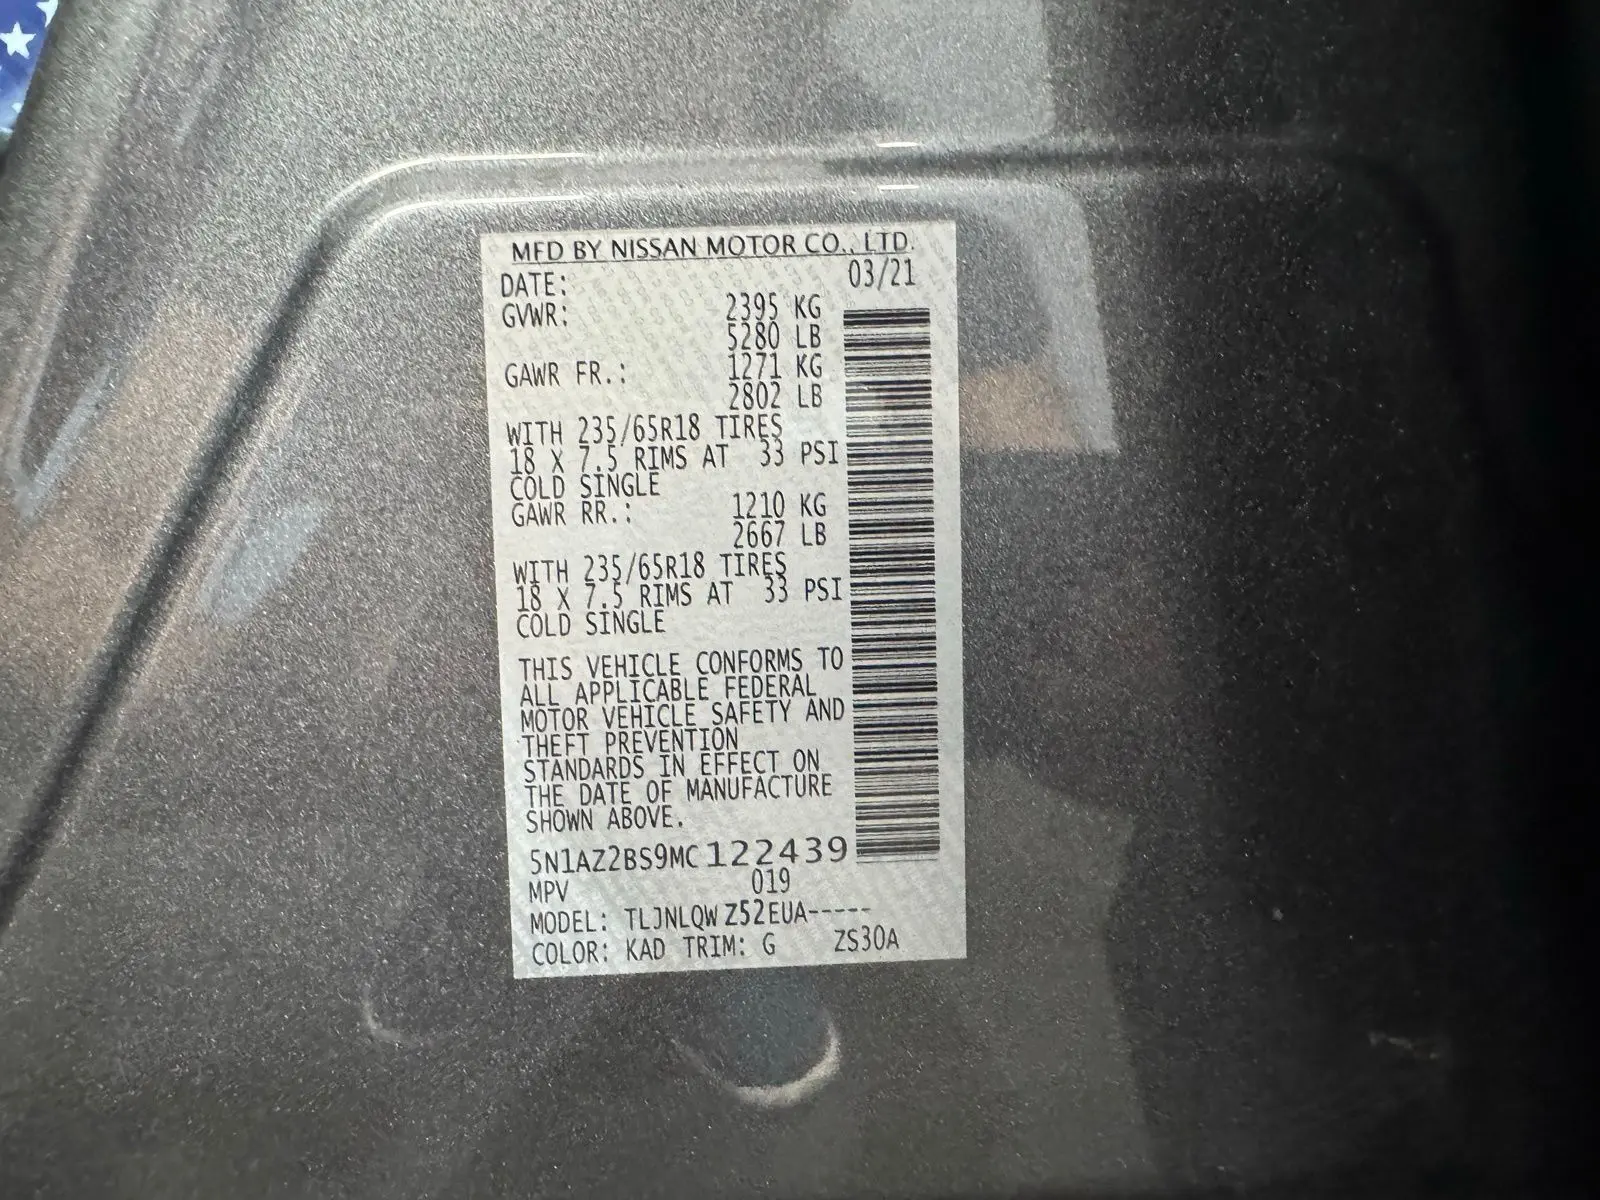 MFD BY NISSAN MOTOR CO., LTD.
DATE: 03/21
GVWR: 2395 KG
5280 LB
GAWR FR.: 1271 KG
2802 LB
WITH 235/65R18 TIRES
18 X 7.5 RIMS AT 33 PSI
COLD SINGLE
GAWR RR.: 1210 KG
2667 LB
WITH 235/65R18 TIRES
18 X 7.5 RIMS AT 33 PSI
COLD SINGLE
THIS VEHICLE CONFORMS TO
ALL APPLICABLE FEDERAL
MOTOR VEHICLE SAFETY AND
THEFT PREVENTION
STANDARDS IN EFFECT ON
THE DATE OF MANUFACTURE
SHOWN ABOVE.
5N1AZ2BS9MC122439
MPV 019
MODEL: TLJNLQWZ52EUA-----
COLOR: KAD TRIM: G ZS30A